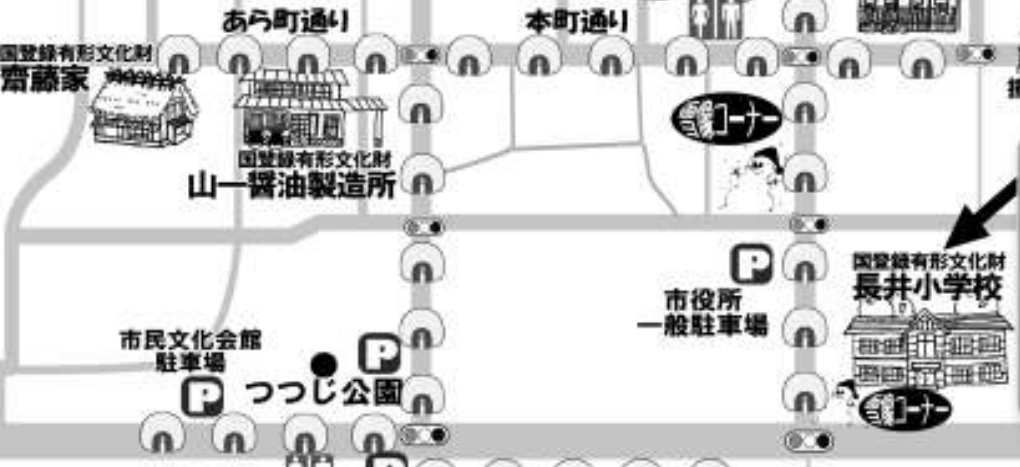 あら町通り
本町通り
国登録有形文化財
齋藤家
コーナー
国登録有形文化財
山一醤油製造所
P
国登録有形文化財
長井小学校
市役所
一般駐車場
市民文化会館
駐車場
P
P
つつじ公園
コーナー